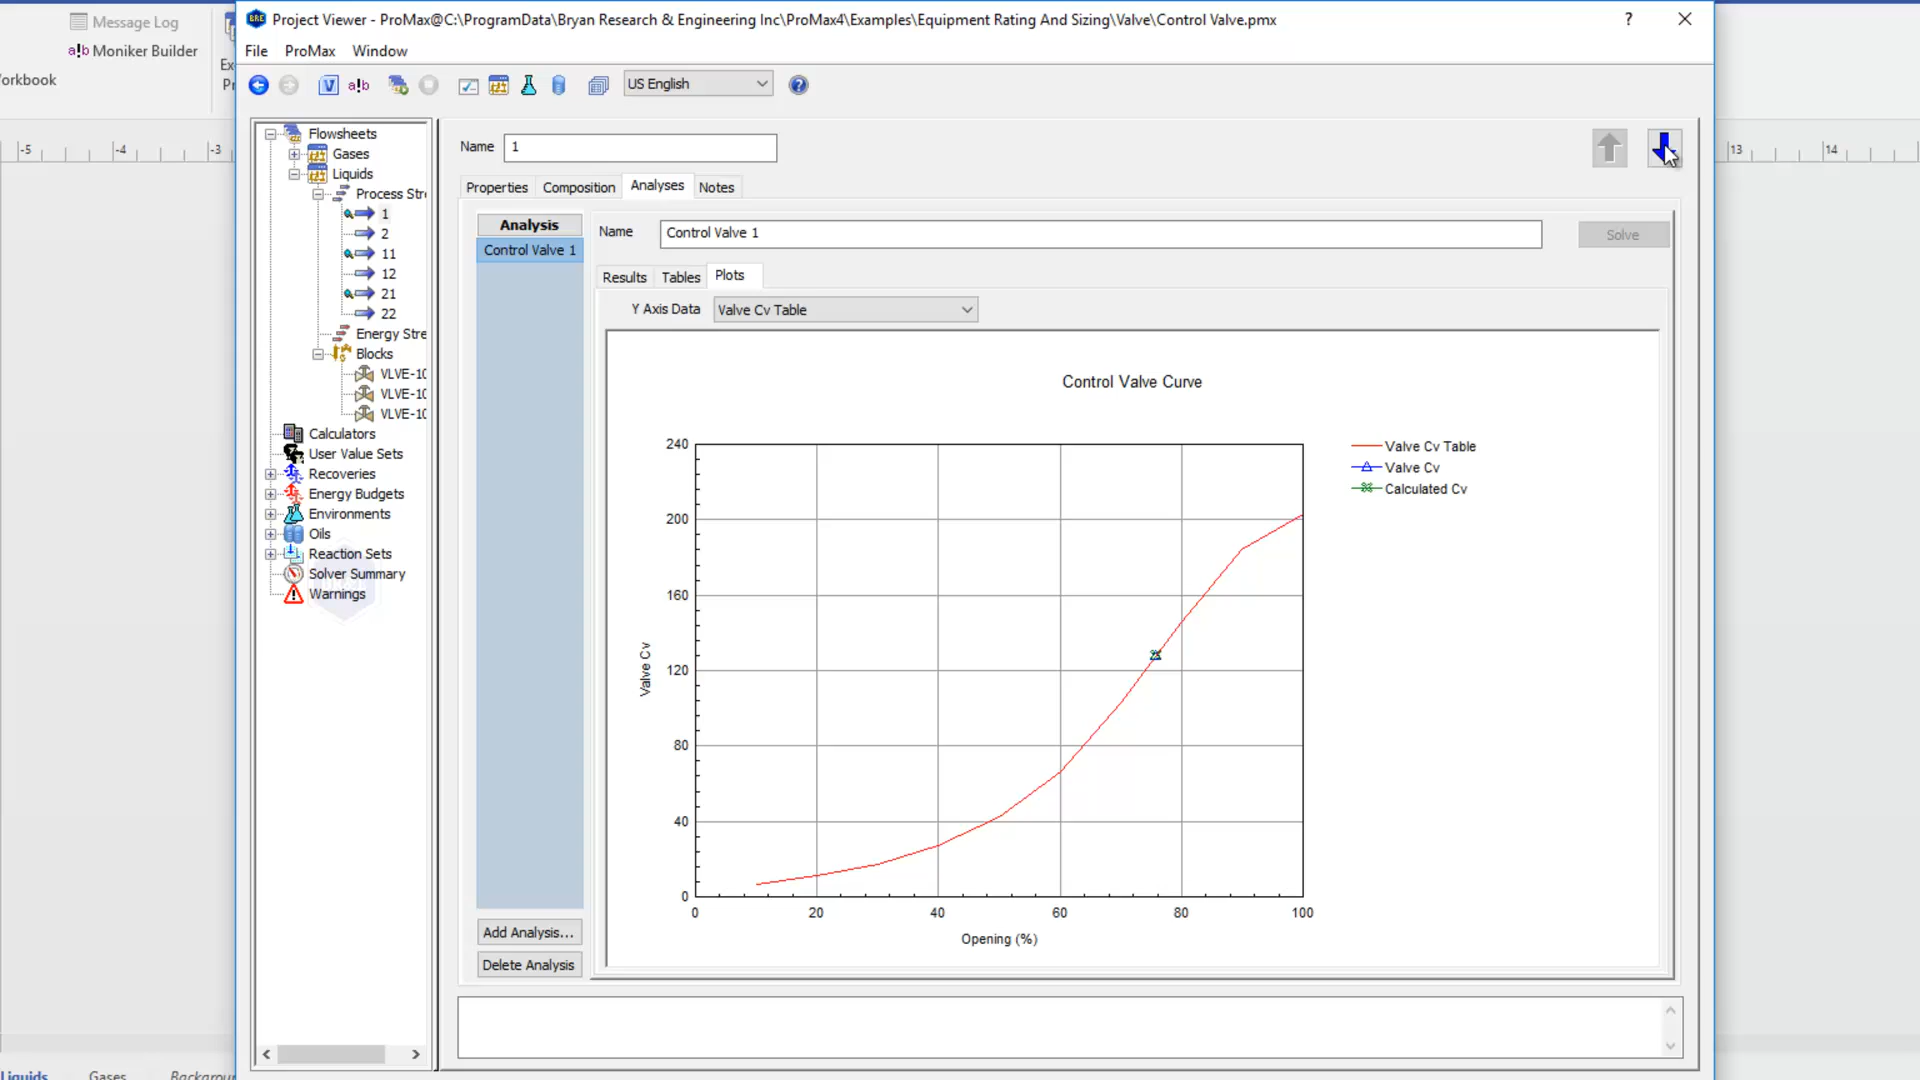 Message Log
a!b Moniker Builder
orkbook
Ex
Pr
-5 -4 -3
Project Viewer - ProMax@C:\ProgramData\Bryan Research & Engineering Inc\ProMax4\Examples\Equipment Rating And Sizing\Valve\Control Valve.pmx
?
File ProMax Window
a!b
US English
Flowsheets
Gases
Liquids
Process Stre
1
2
11
12
21
22
Energy Stre
Blocks
VLVE-10
VLVE-10
VLVE-10
Calculators
User Value Sets
Recoveries
Energy Budgets
Environments
Oils
Reaction Sets
Solver Summary
Warnings
Name 1
Properties Composition Analyses Notes
Analysis
Control Valve 1
Name Control Valve 1
Solve
Results Tables Plots
Y Axis Data Valve Cv Table
Control Valve Curve
Valve Cv Table
Valve Cv
Calculated Cv
240
200
160
120
80
40
0
Valve Cv
0 20 40 60 80 100
Opening (%)
Add Analysis...
Delete Analysis
13 14
Liquids Gases Backgrou